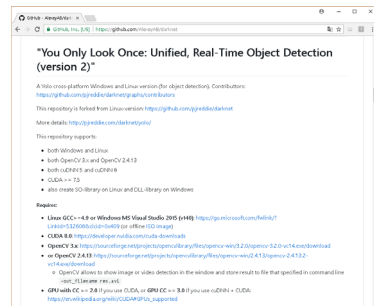 GitHub - AlexeyAB/dark
GitHub, Inc. [US] | https://github.com/AlexeyAB/darknet
"You Only Look Once: Unified, Real-Time Object Detection
(version 2)"
A Yolo cross-platform Windows and Linux version (for object detection). Contributtors:
https://github.com/pjreddie/darknet/graphs/contributors
This repository is forked from Linux-version: https://github.com/pjreddie/darknet
More details: http://pjreddie.com/darknet/yolo/
This repository supports:
• both Windows and Linux
• both OpenCV 3.x and OpenCV 2.4.13
• both cuDNN 5 and cuDNN 6
• CUDA >= 7.5
• also create SO-library on Linux and DLL-library on Windows
Requires:
• Linux GCC>=4.9 or Windows MS Visual Studio 2015 (v140): https://go.microsoft.com/fwlink/?
LinkId=532606&clcid=0x409 (or offline ISO image)
• CUDA 8.0: https://developer.nvidia.com/cuda-downloads
• OpenCV 3.x: https://sourceforge.net/projects/opencvlibrary/files/opencv-win/3.2.0/opencv-3.2.0-vc14.exe/download
• or OpenCV 2.4.13: https://sourceforge.net/projects/opencvlibrary/files/opencv-win/2.4.13/opencv-2.4.13.2-
vc14.exe/download
○ OpenCV allows to show image or video detection in the window and store result to file that specified in command line
-out_filename res.avi
• GPU with CC >= 2.0 if you use CUDA, or GPU CC >= 3.0 if you use cuDNN + CUDA:
https://en.wikipedia.org/wiki/CUDA#GPUs_supported